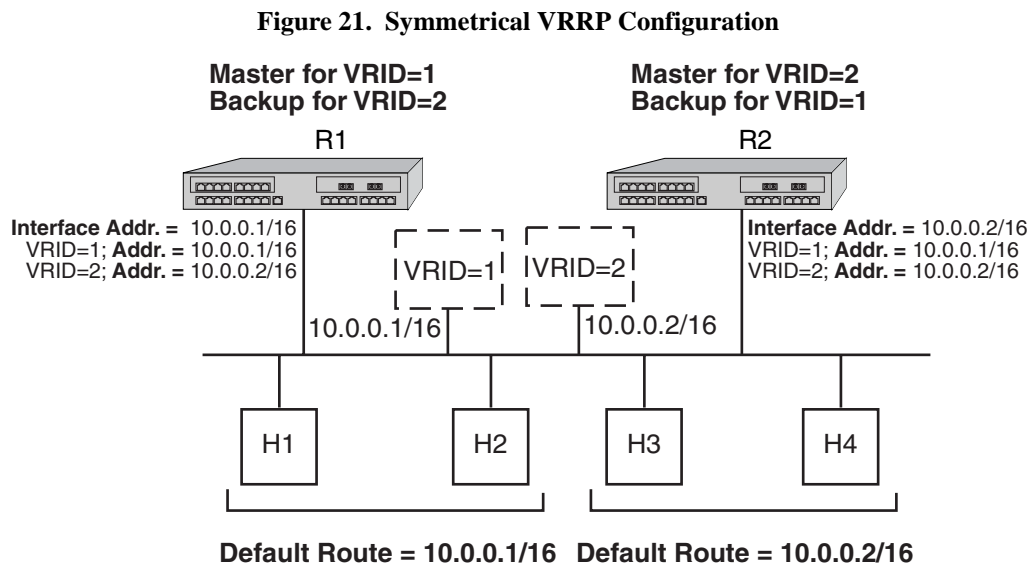 Figure 21. Symmetrical VRRP Configuration
Master for VRID=1
Backup for VRID=2
R1
Master for VRID=2
Backup for VRID=1
R2
Interface Addr. = 10.0.0.1/16
VRID=1; Addr. = 10.0.0.1/16
VRID=2; Addr. = 10.0.0.2/16
Interface Addr. = 10.0.0.2/16
VRID=1; Addr. = 10.0.0.1/16
VRID=2; Addr. = 10.0.0.2/16
VRID=1
VRID=2
10.0.0.1/16
10.0.0.2/16
H1
H2
H3
H4
Default Route = 10.0.0.1/16
Default Route = 10.0.0.2/16